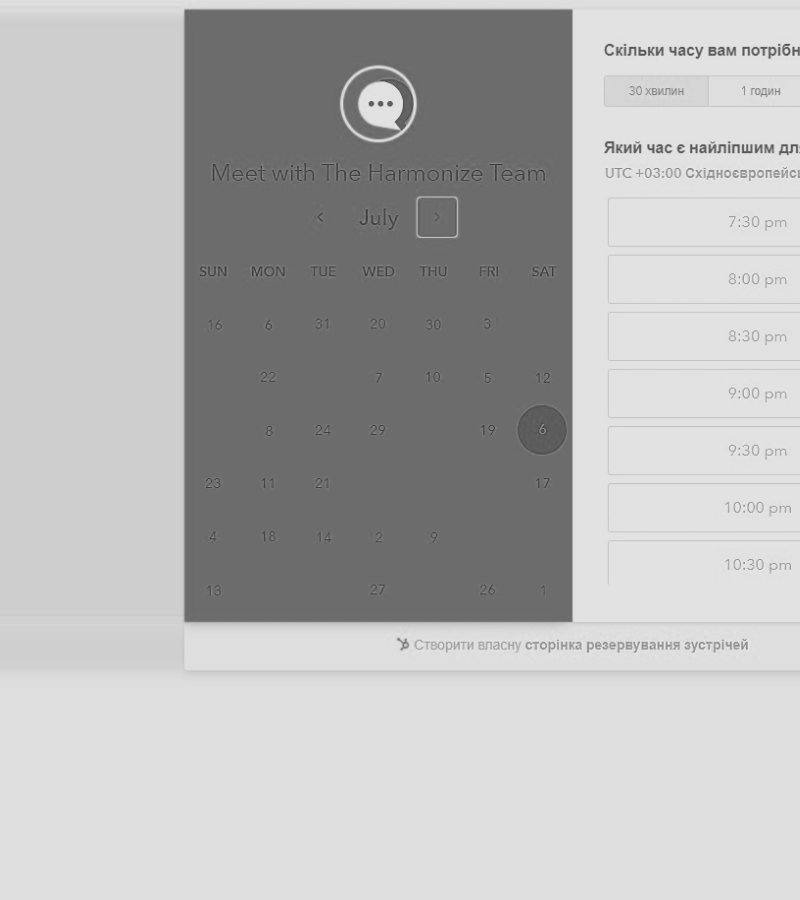 Meet with The Harmonize Team
July
SUN MON TUE WED THU FRI SAT
16 6 31 20 30 3
22 7 10 5 12
8 24 29 19 6
23 11 21 17
4 18 14 2 9
13 27 26 1
Скільки часу вам потрібн
30 хвилин 1 годин
Який час є найліпшим дл
UTC +03:00 Східноєвропейсь
7:30 pm
8:00 pm
8:30 pm
9:00 pm
9:30 pm
10:00 pm
10:30 pm
Створити власну сторінка резервування зустрічей